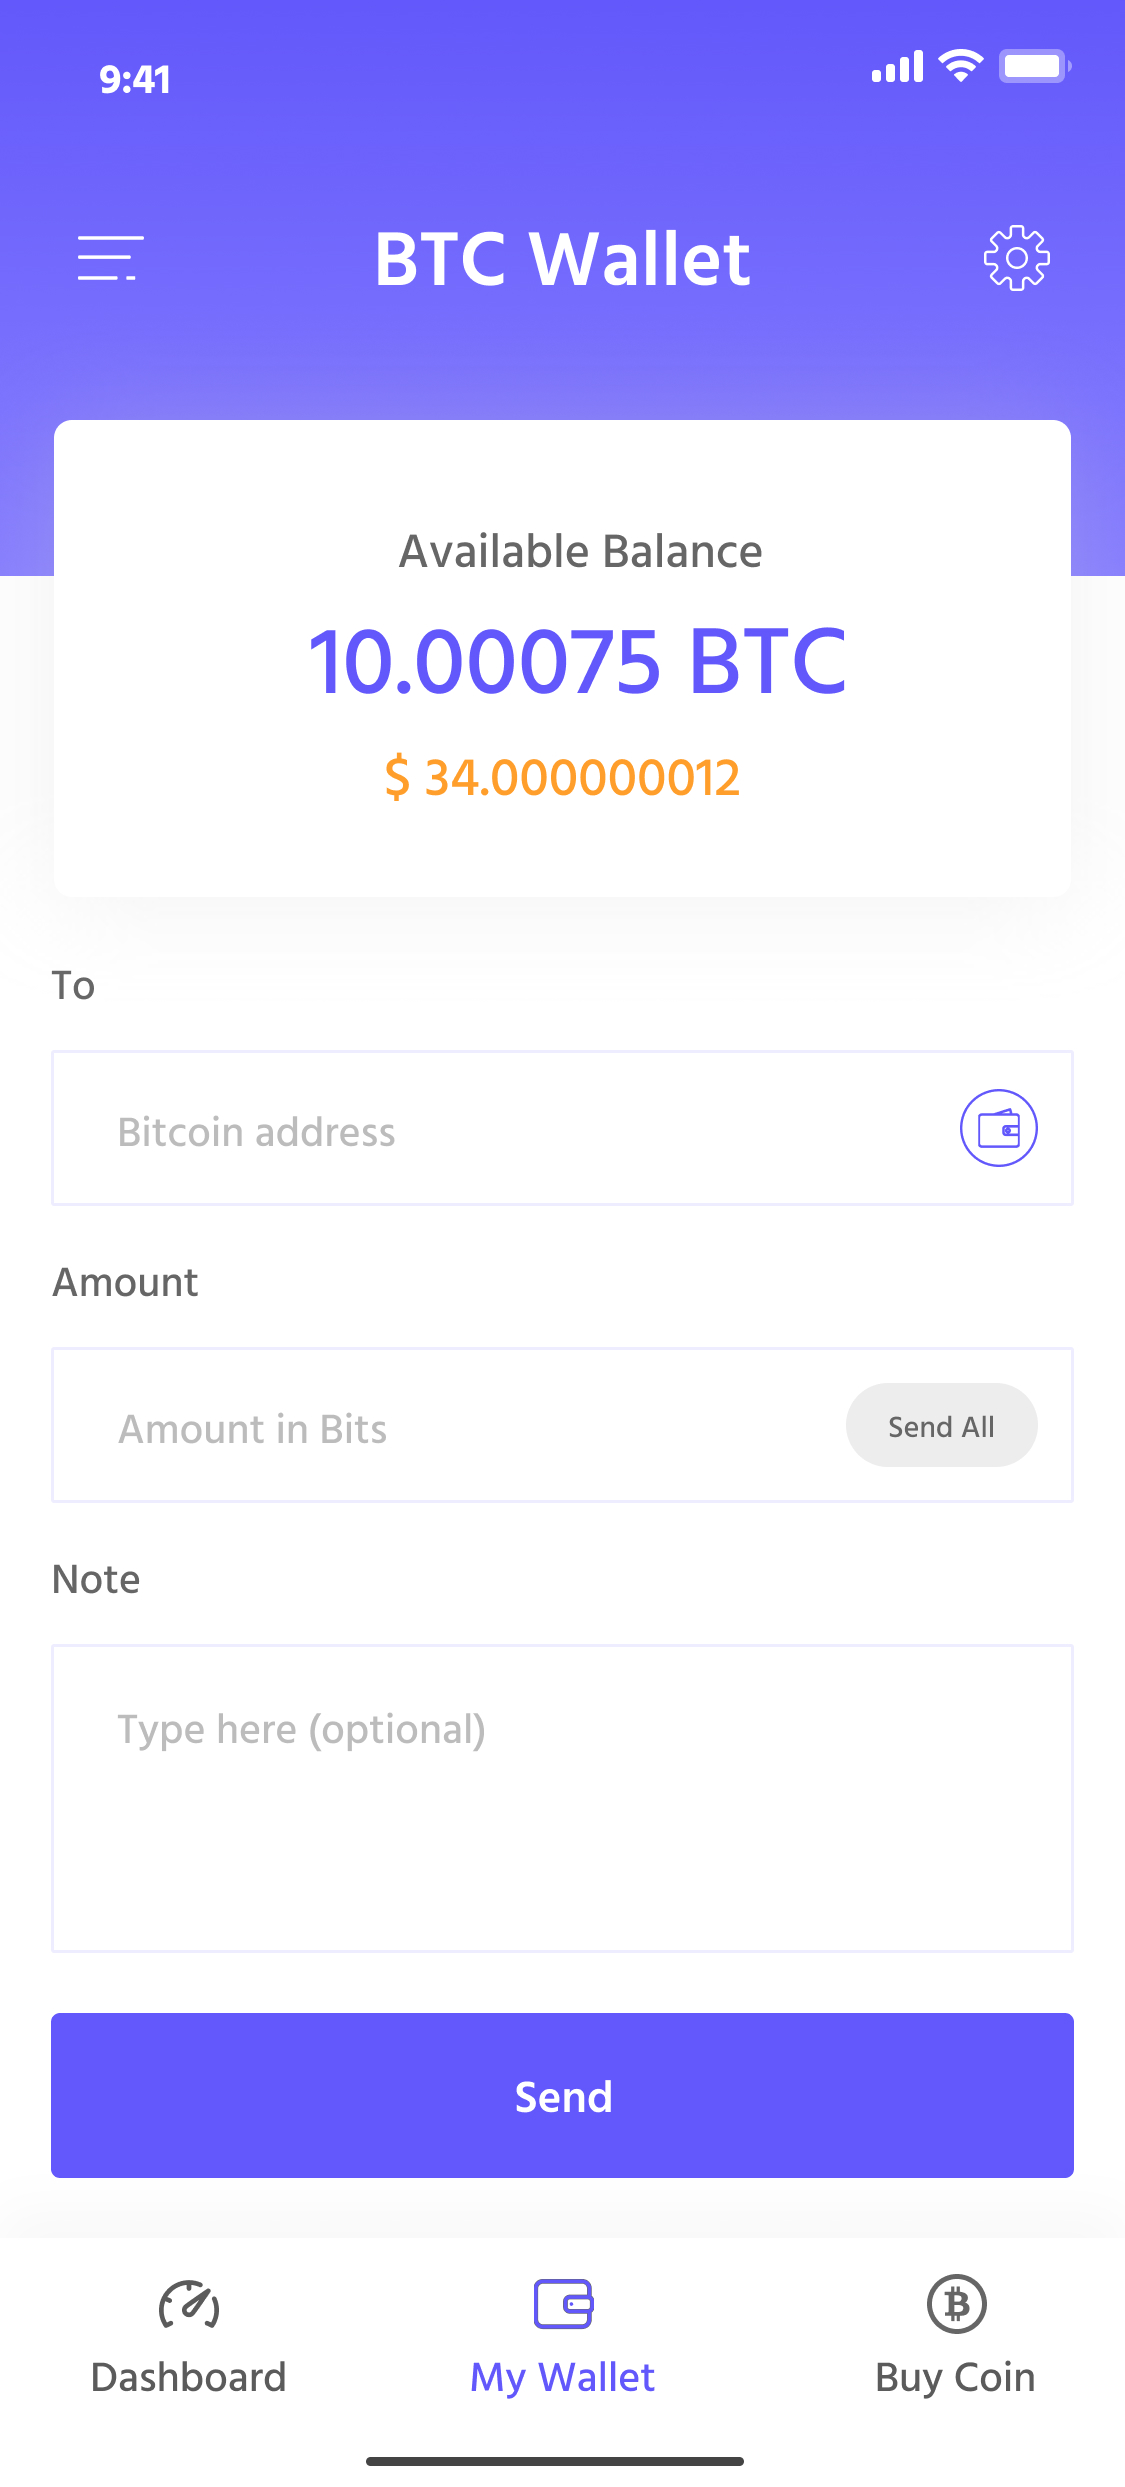 9:41
BTC Wallet
Available Balance
10.00075 BTC
$ 34.000000012
To
Bitcoin address
Amount
Amount in Bits
Send All
Note
Type here (optional)
Send
Dashboard
My Wallet
Buy Coin